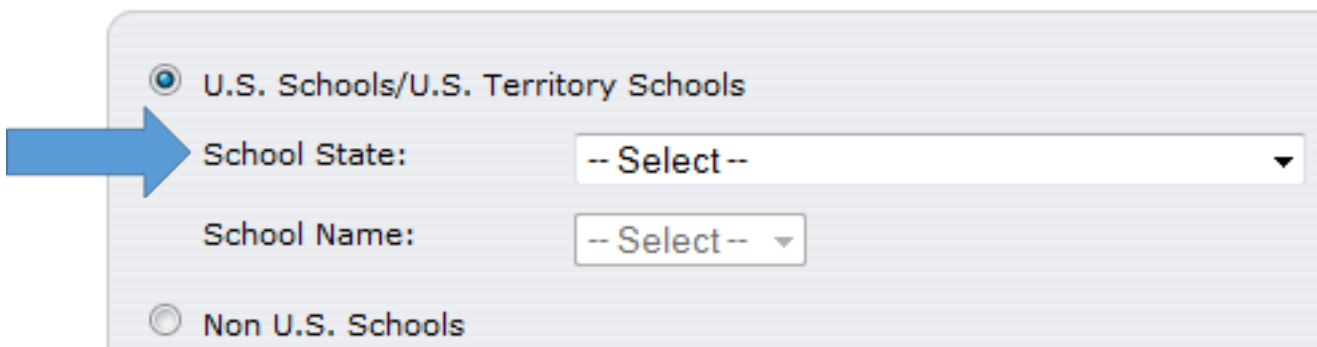 U.S. Schools/U.S. Territory Schools
School State: -- Select --
School Name: -- Select --
Non U.S. Schools